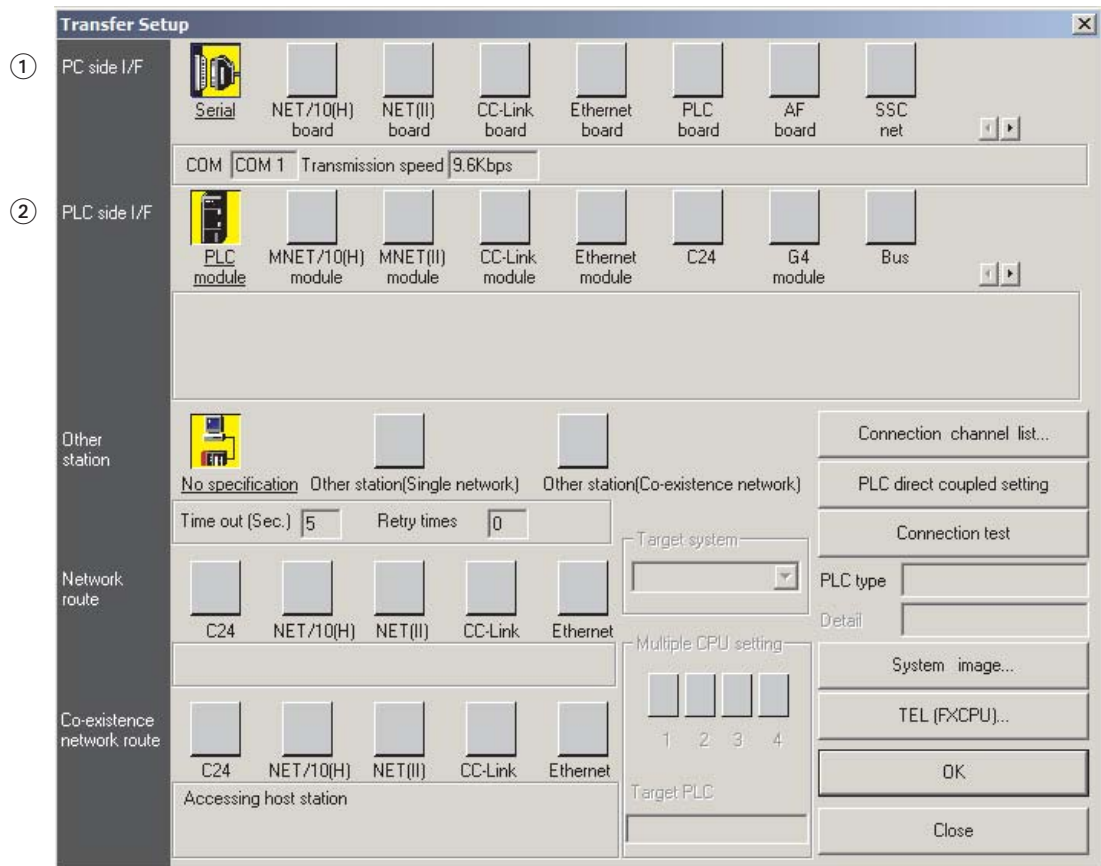 Transfer Setup
①
PC side I/F
Serial
NET/10(H)
board
NET(II)
board
CC-Link
board
Ethernet
board
PLC
board
AF
board
SSC
net
COM COM 1 Transmission speed 9.6Kbps
②
PLC side I/F
PLC
module
MNET/10(H)
module
MNET(II)
module
CC-Link
module
Ethernet
module
C24
G4
module
Bus
Other
station
No specification Other station(Single network) Other station(Co-existence network)
Time out (Sec.) 5 Retry times 0
Connection channel list...
PLC direct coupled setting
Connection test
PLC type
Detail
System image...
TEL (FXCPU)...
OK
Close
Target system
Multiple CPU setting
1 2 3 4
Target PLC
Network
route
C24 NET/10(H) NET(II) CC-Link Ethernet
Co-existence
network route
C24 NET/10(H) NET(II) CC-Link Ethernet
Accessing host station